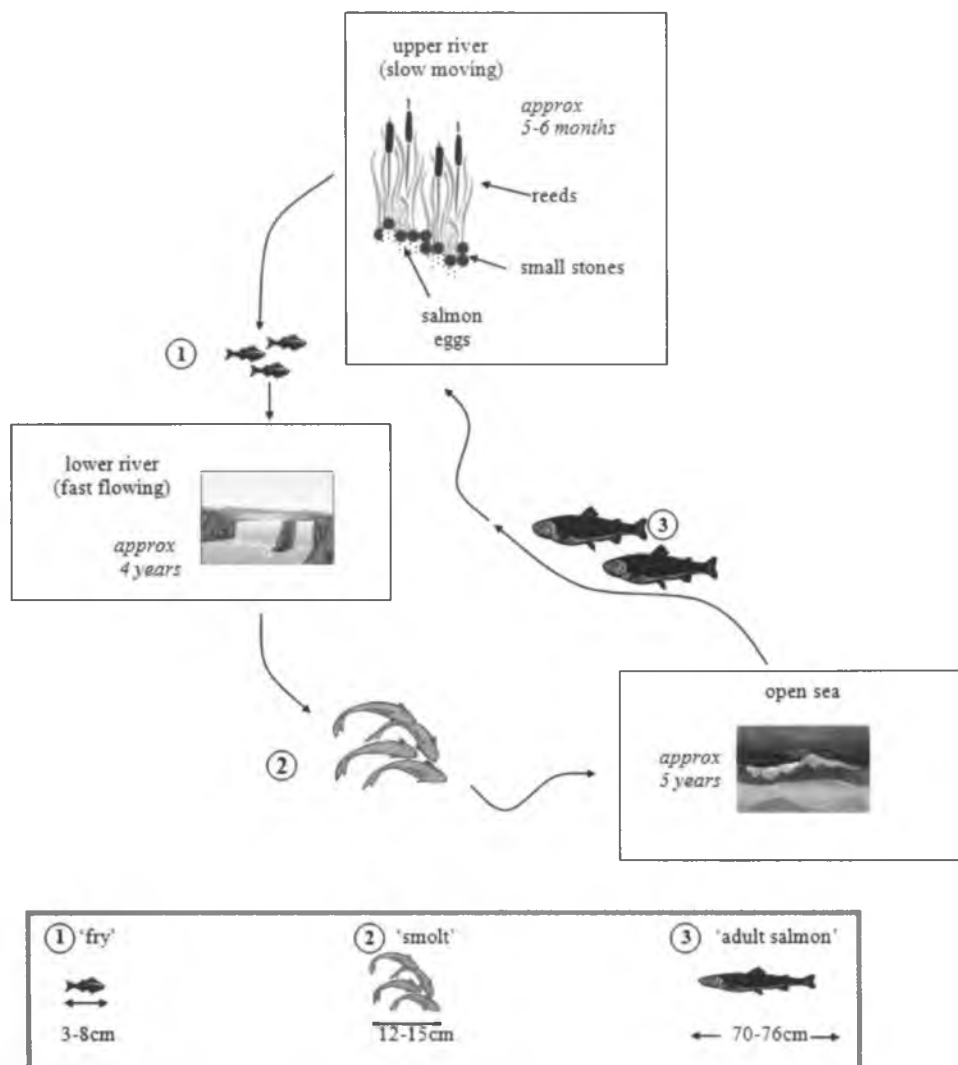 upper river
(slow moving)
approx
5-6 months
reeds
small stones
salmon
eggs
1
lower river
(fast flowing)
approx
4 years
3
2
open sea
approx
5 years
1 'fry'
2 'smolt'
3 'adult salmon'
3-8cm
12-15cm
70-76cm